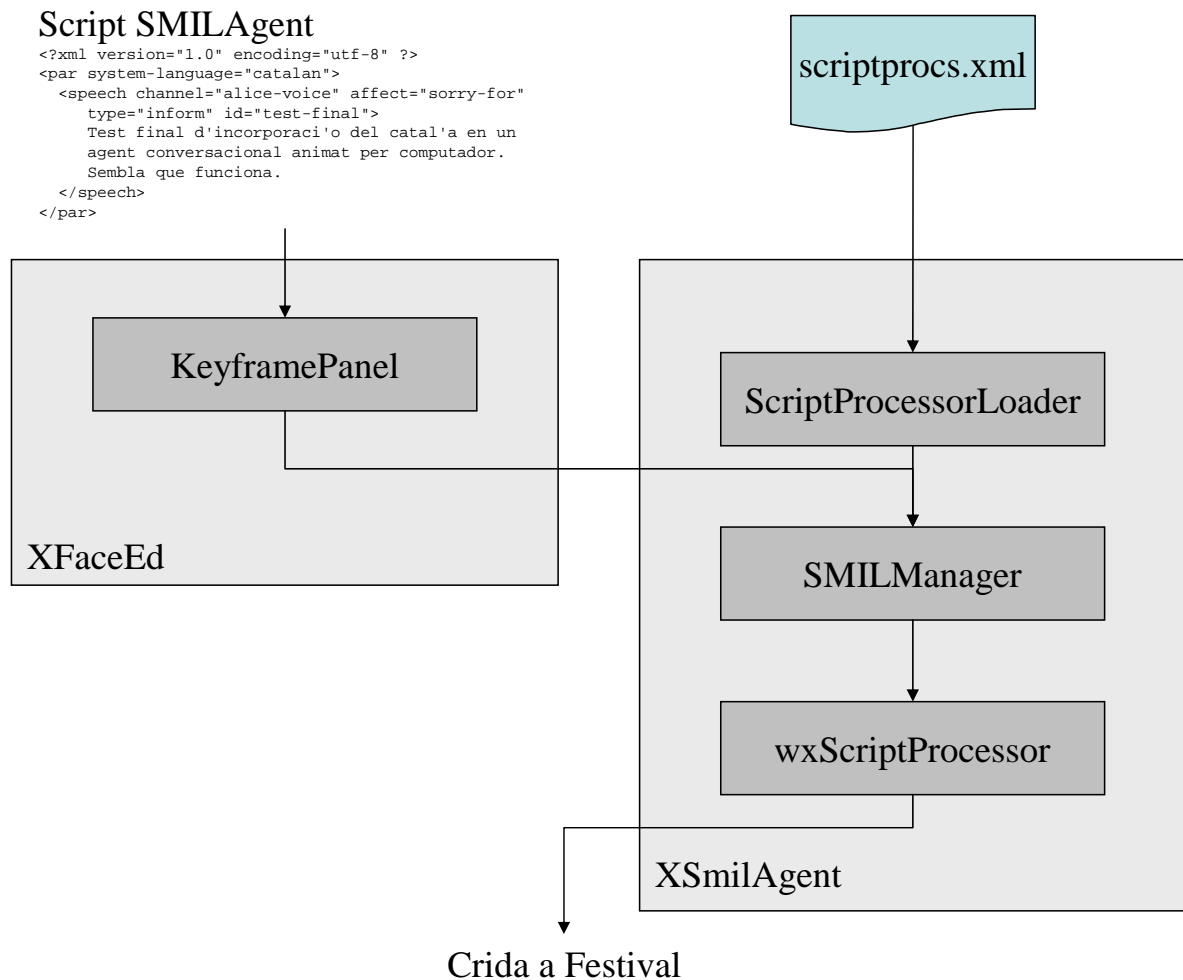 Script SMILAgent
<?xml version="1.0" encoding="utf-8" ?>
<par system-language="catalan">
<speech channel="alice-voice" affect="sorry-for"
type="inform" id="test-final">
Test final d'incorporaci'o del catal'a en un
agent conversacional animat per computador.
Sembla que funciona.
</speech>
</par>
scriptprocs.xml
KeyframePanel
XFaceEd
ScriptProcessorLoader
SMILManager
wxScriptProcessor
XSmilAgent
Crida a Festival